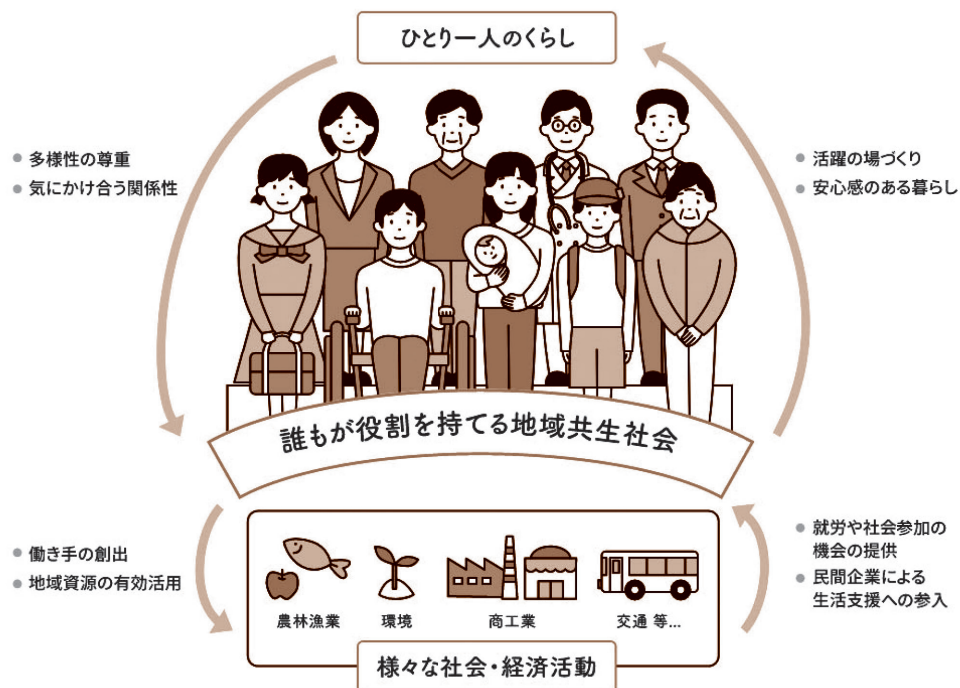 ひとり一人のくらし
多様性の尊重
気にかけ合う関係性
活躍の場づくり
安心感のある暮らし
誰もが役割を持てる地域共生社会
働き手の創出
地域資源の有効活用
就労や社会参加の
機会の提供
民間企業による
生活支援への参入
農林漁業
環境
商工業
交通 等...
様々な社会・経済活動